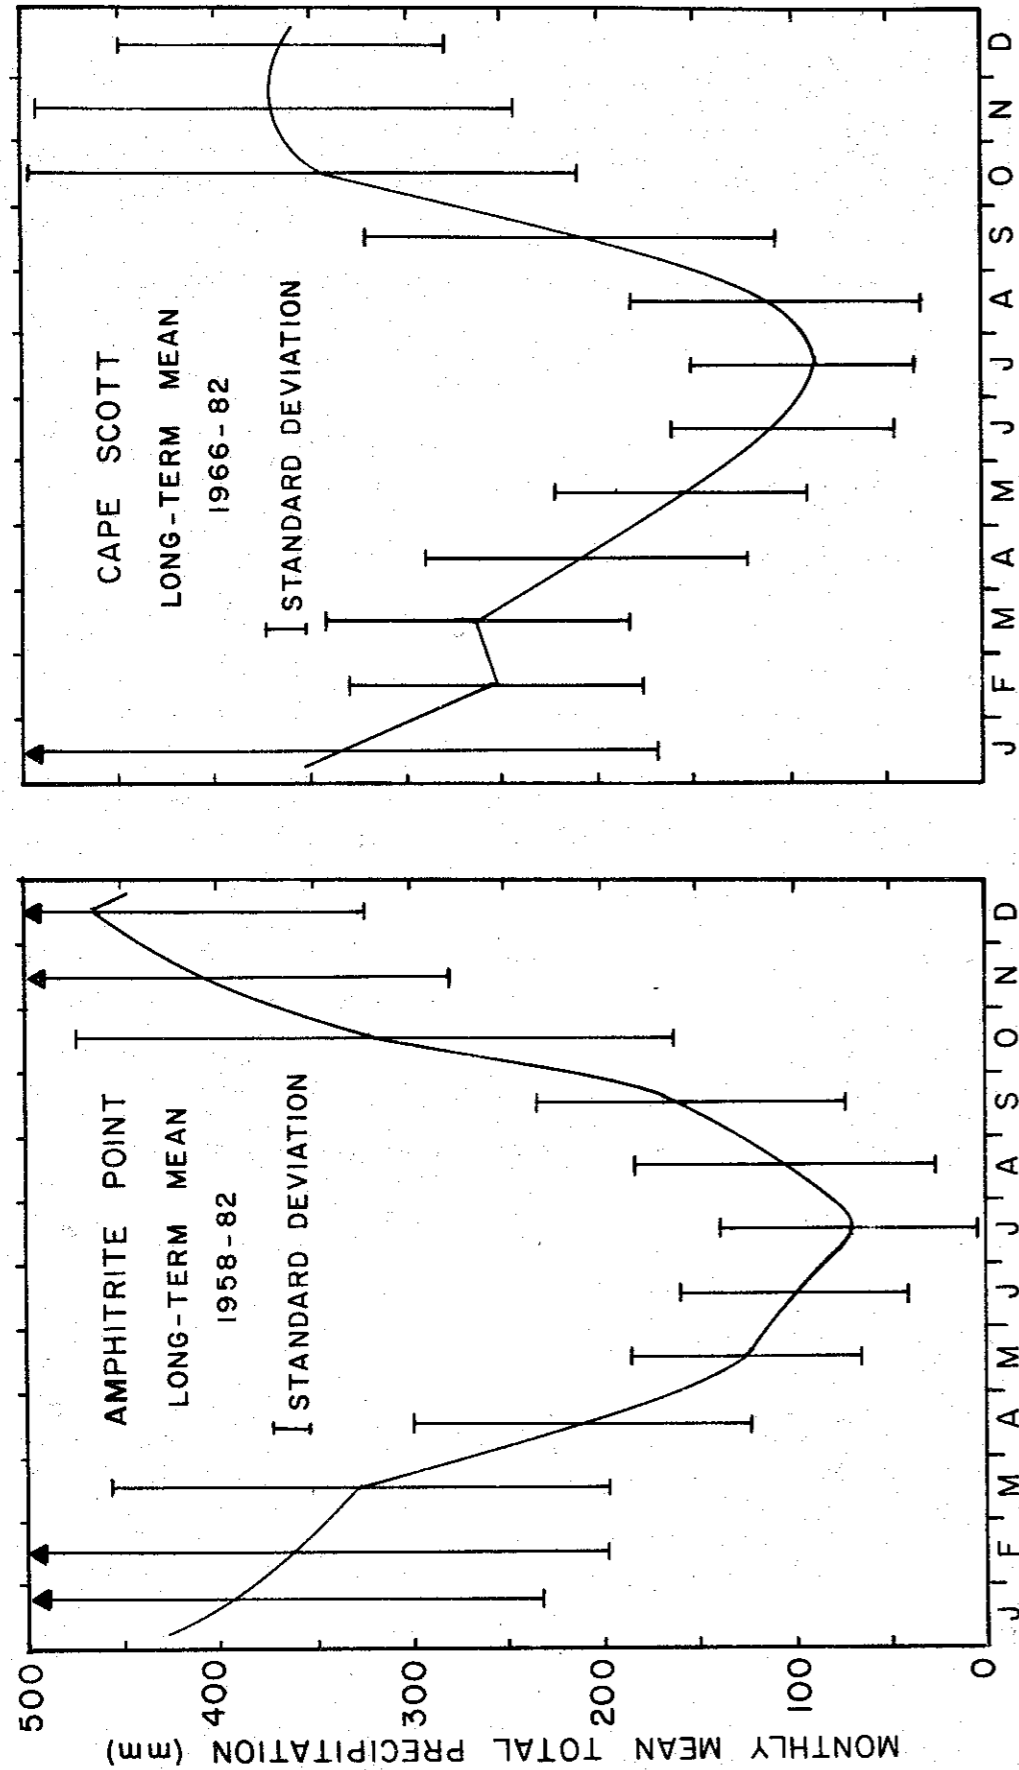 MONTHLY MEAN TOTAL PRECIPITATION (mm)
500
400
300
200
100
0
AMPHITRITE POINT
LONG-TERM MEAN
1958-82
STANDARD DEVIATION
J F M A M J J A S O N D
CAPE SCOTT
LONG-TERM MEAN
1966-82
STANDARD DEVIATION
J F M A M J J A S O N D